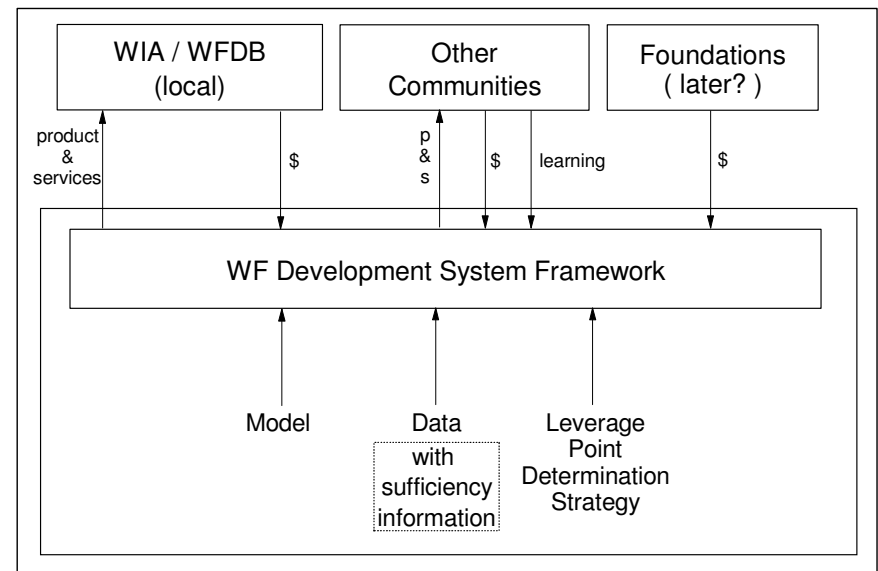 WIA / WFDB
(local)
Other
Communities
Foundations
( later? )
product
&
services
$
p
&
s
$
learning
$
WF Development System Framework
Model
Data
with
sufficiency
information
Leverage
Point
Determination
Strategy